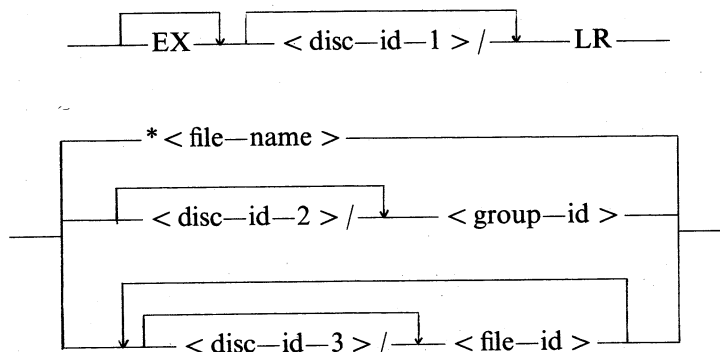 EX < disc—id—1 > / LR
* < file—name >
< disc—id—2 > / < group—id >
< disc—id—3 > / < file—id >